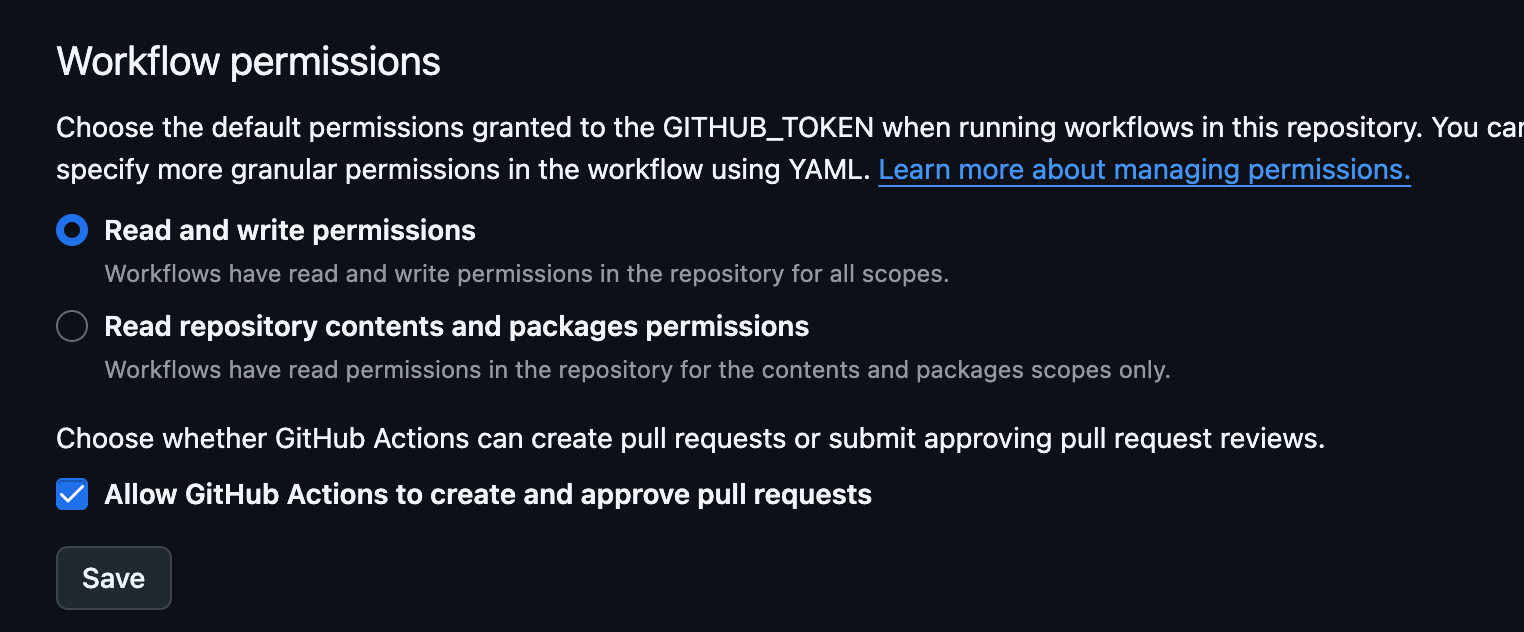 Workflow permissions
Choose the default permissions granted to the GITHUB_TOKEN when running workflows in this repository. You can
specify more granular permissions in the workflow using YAML. Learn more about managing permissions.
Read and write permissions
Workflows have read and write permissions in the repository for all scopes.
Read repository contents and packages permissions
Workflows have read permissions in the repository for the contents and packages scopes only.
Choose whether GitHub Actions can create pull requests or submit approving pull request reviews.
Allow GitHub Actions to create and approve pull requests
Save